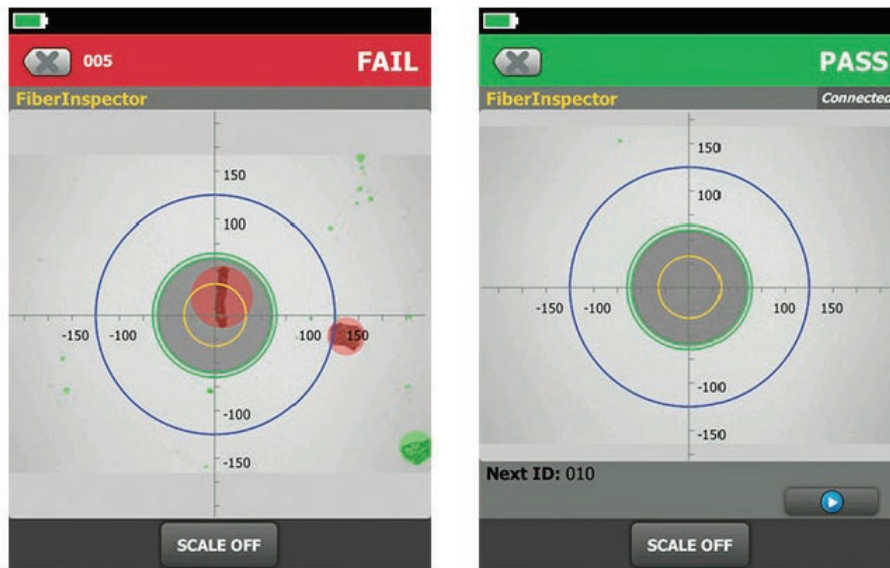 005 FAIL
FiberInspector
150
100
-150 -100 100 150
-100
-150
SCALE OFF
PASS
FiberInspector Connected
150
100
-150 -100 100 150
-100
-150
Next ID: 010
SCALE OFF